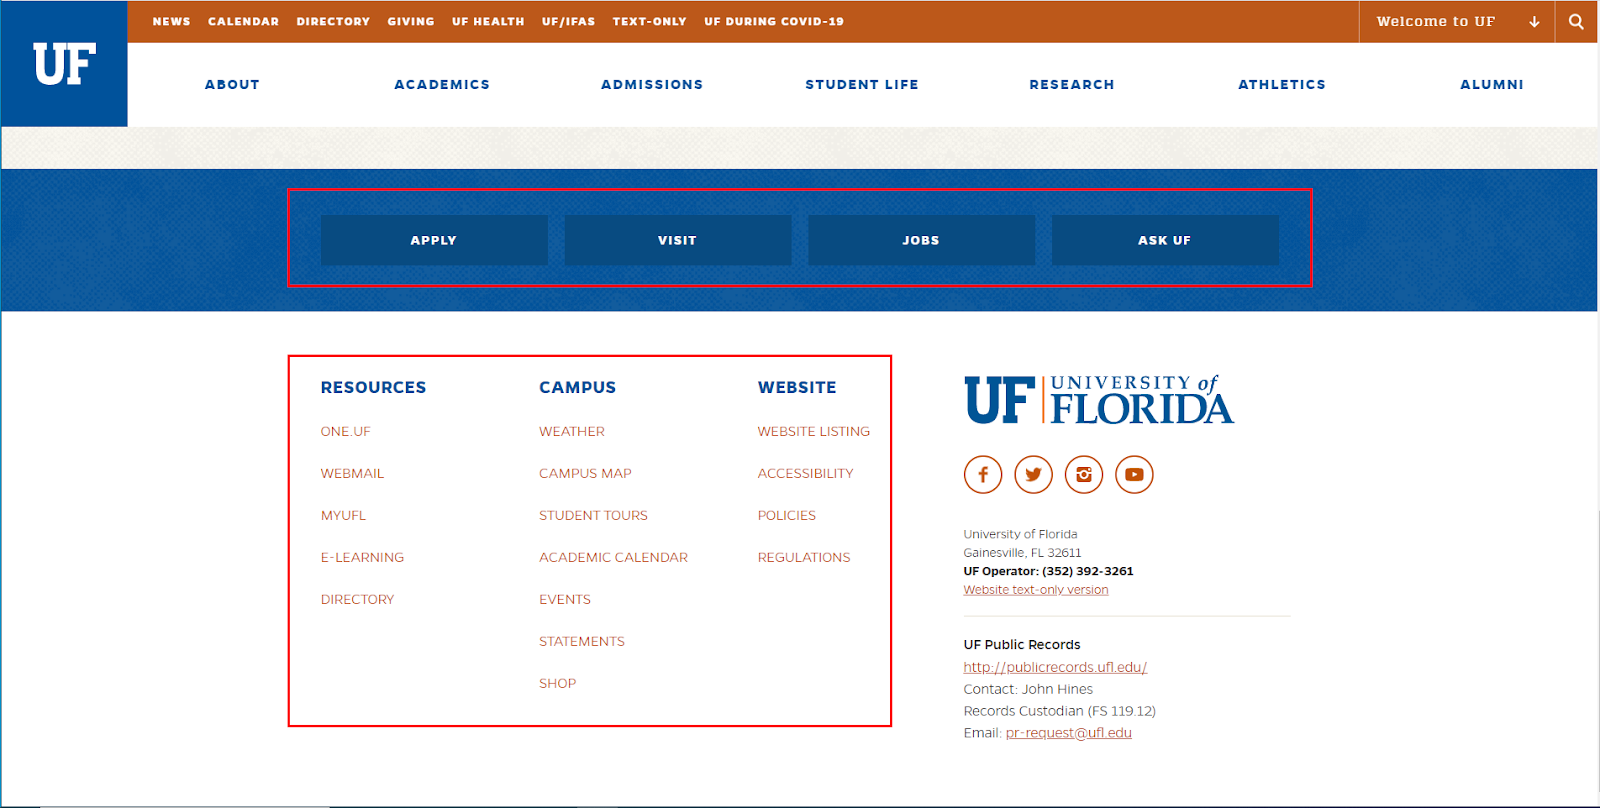 NEWS CALENDAR DIRECTORY GIVING UF HEALTH UF/IFAS TEXT-ONLY UF DURING COVID-19 Welcome to UF
UF
ABOUT ACADEMICS ADMISSIONS STUDENT LIFE RESEARCH ATHLETICS ALUMNI
APPLY VISIT JOBS ASK UF
RESOURCES
ONE.UF
WEBMAIL
MYUFL
E-LEARNING
DIRECTORY
CAMPUS
WEATHER
CAMPUS MAP
STUDENT TOURS
ACADEMIC CALENDAR
EVENTS
STATEMENTS
SHOP
WEBSITE
WEBSITE LISTING
ACCESSIBILITY
POLICIES
REGULATIONS
UF UNIVERSITY of
FLORIDA
University of Florida
Gainesville, FL 32611
UF Operator: (352) 392-3261
Website text-only version
UF Public Records
http://publicrecords.ufl.edu/
Contact: John Hines
Records Custodian (FS 119.12)
Email: pr-request@ufl.edu